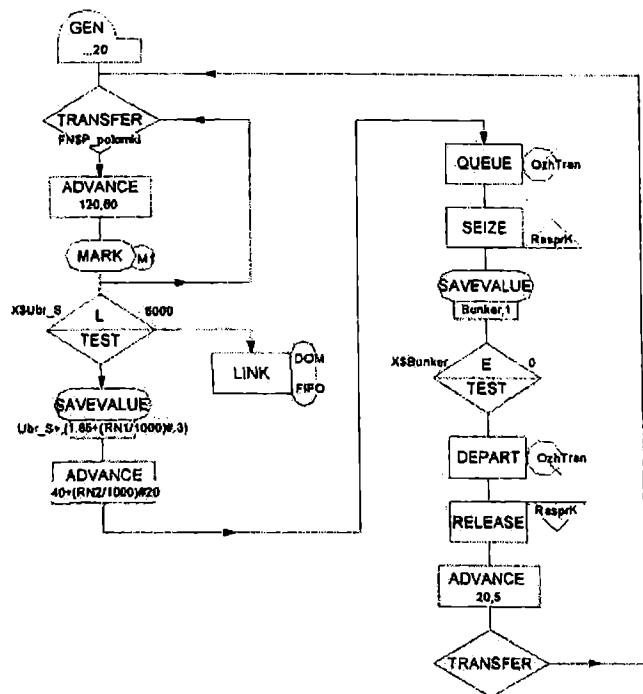 GEN
...20
TRANSFER
FN$P_polomki
ADVANCE
120,60
MARK
M1
X$Ubr_S
L
6000
TEST
LINK
DOM
FIFO
SAVEVALUE
Ubr_S+,(1.85+(RN1/1000)#.3)
ADVANCE
40+(RN2/1000)#20
QUEUE
OzhTran
SEIZE
RasprK
SAVEVALUE
Bunker,1
X$Bunker
E
0
TEST
DEPART
OzhTran
RELEASE
RasprK
ADVANCE
20,5
TRANSFER